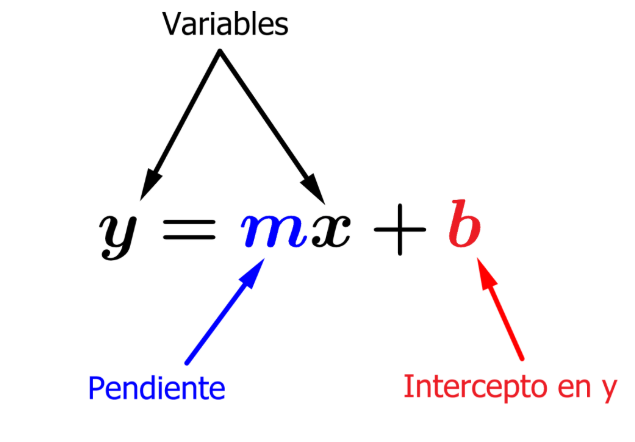 Variables
y = mx + b
Pendiente
Intercepto en y